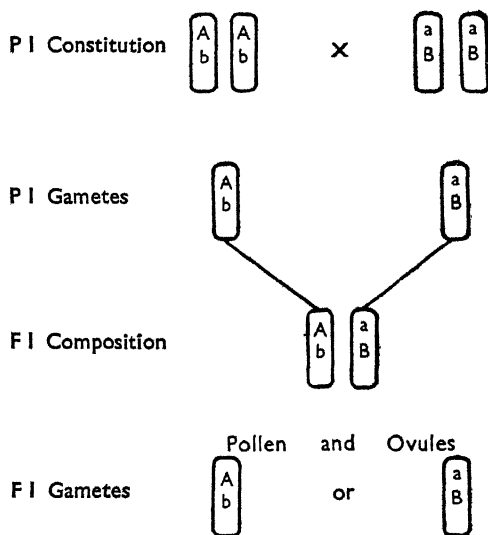 P I Constitution A A × a a
b b B B
P I Gametes A a
b B
F I Composition A a
b B
Pollen and Ovules
F I Gametes A or a
b B